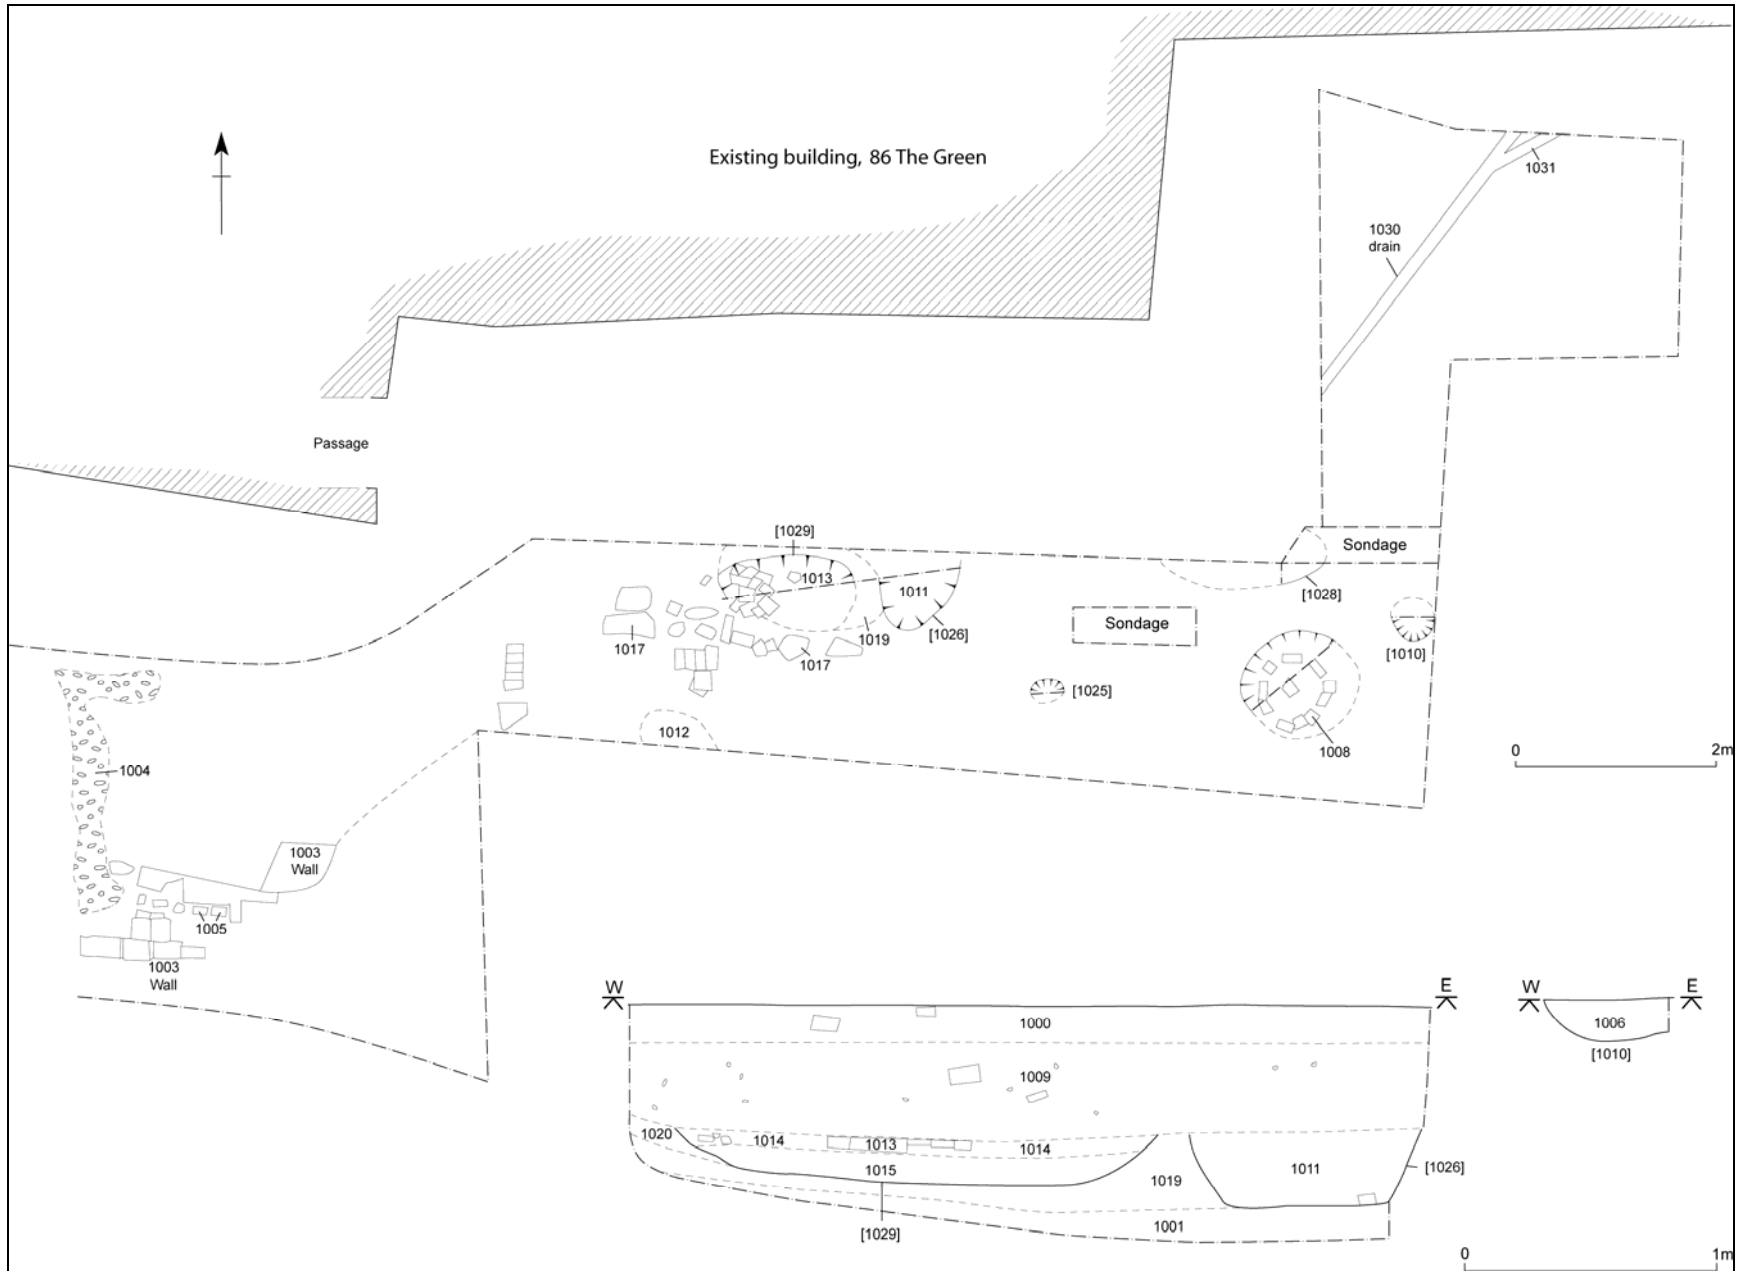 Existing building, 86 The Green
1031
1030
drain
Passage
[1029]
Sondage
1013
1011
[1028]
Sondage
1019
[1026]
1017
1017
[1010]
[1025]
1012
1008
0 2m
1004
1003
Wall
1005
1003
Wall
W E
W E
1000
1006
[1010]
1009
1020
1014
1013
1014
1015
1011
[1026]
1019
1001
[1029]
0 1m